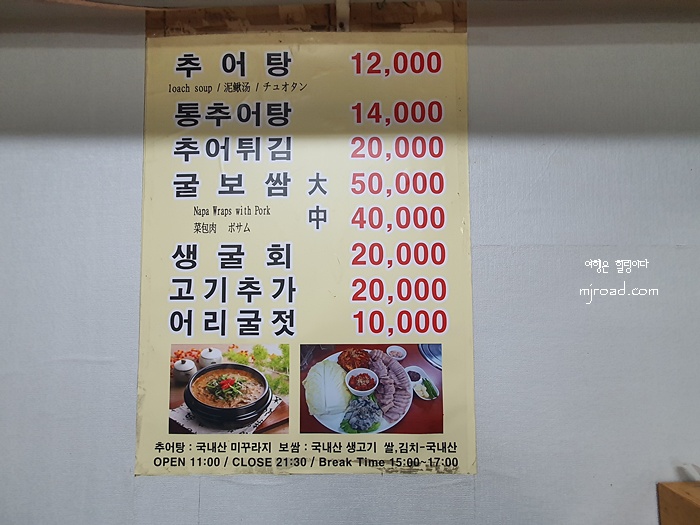 추어탕 12,000
loach soup / 泥鳅汤 / チュオタン
통추어탕 14,000
추어튀김 20,000
굴보쌈 大 50,000
Napa Wraps with Pork
菜包肉 ボサム
中 40,000
생굴회 20,000
고기추가 20,000
어리굴젓 10,000
추어탕 : 국내산 미꾸라지 보쌈 : 국내산 생고기 쌀,김치-국내산
OPEN 11:00 / CLOSE 21:30 / Break Time 15:00~17:00
여행은 힐링이다
mjroad.com